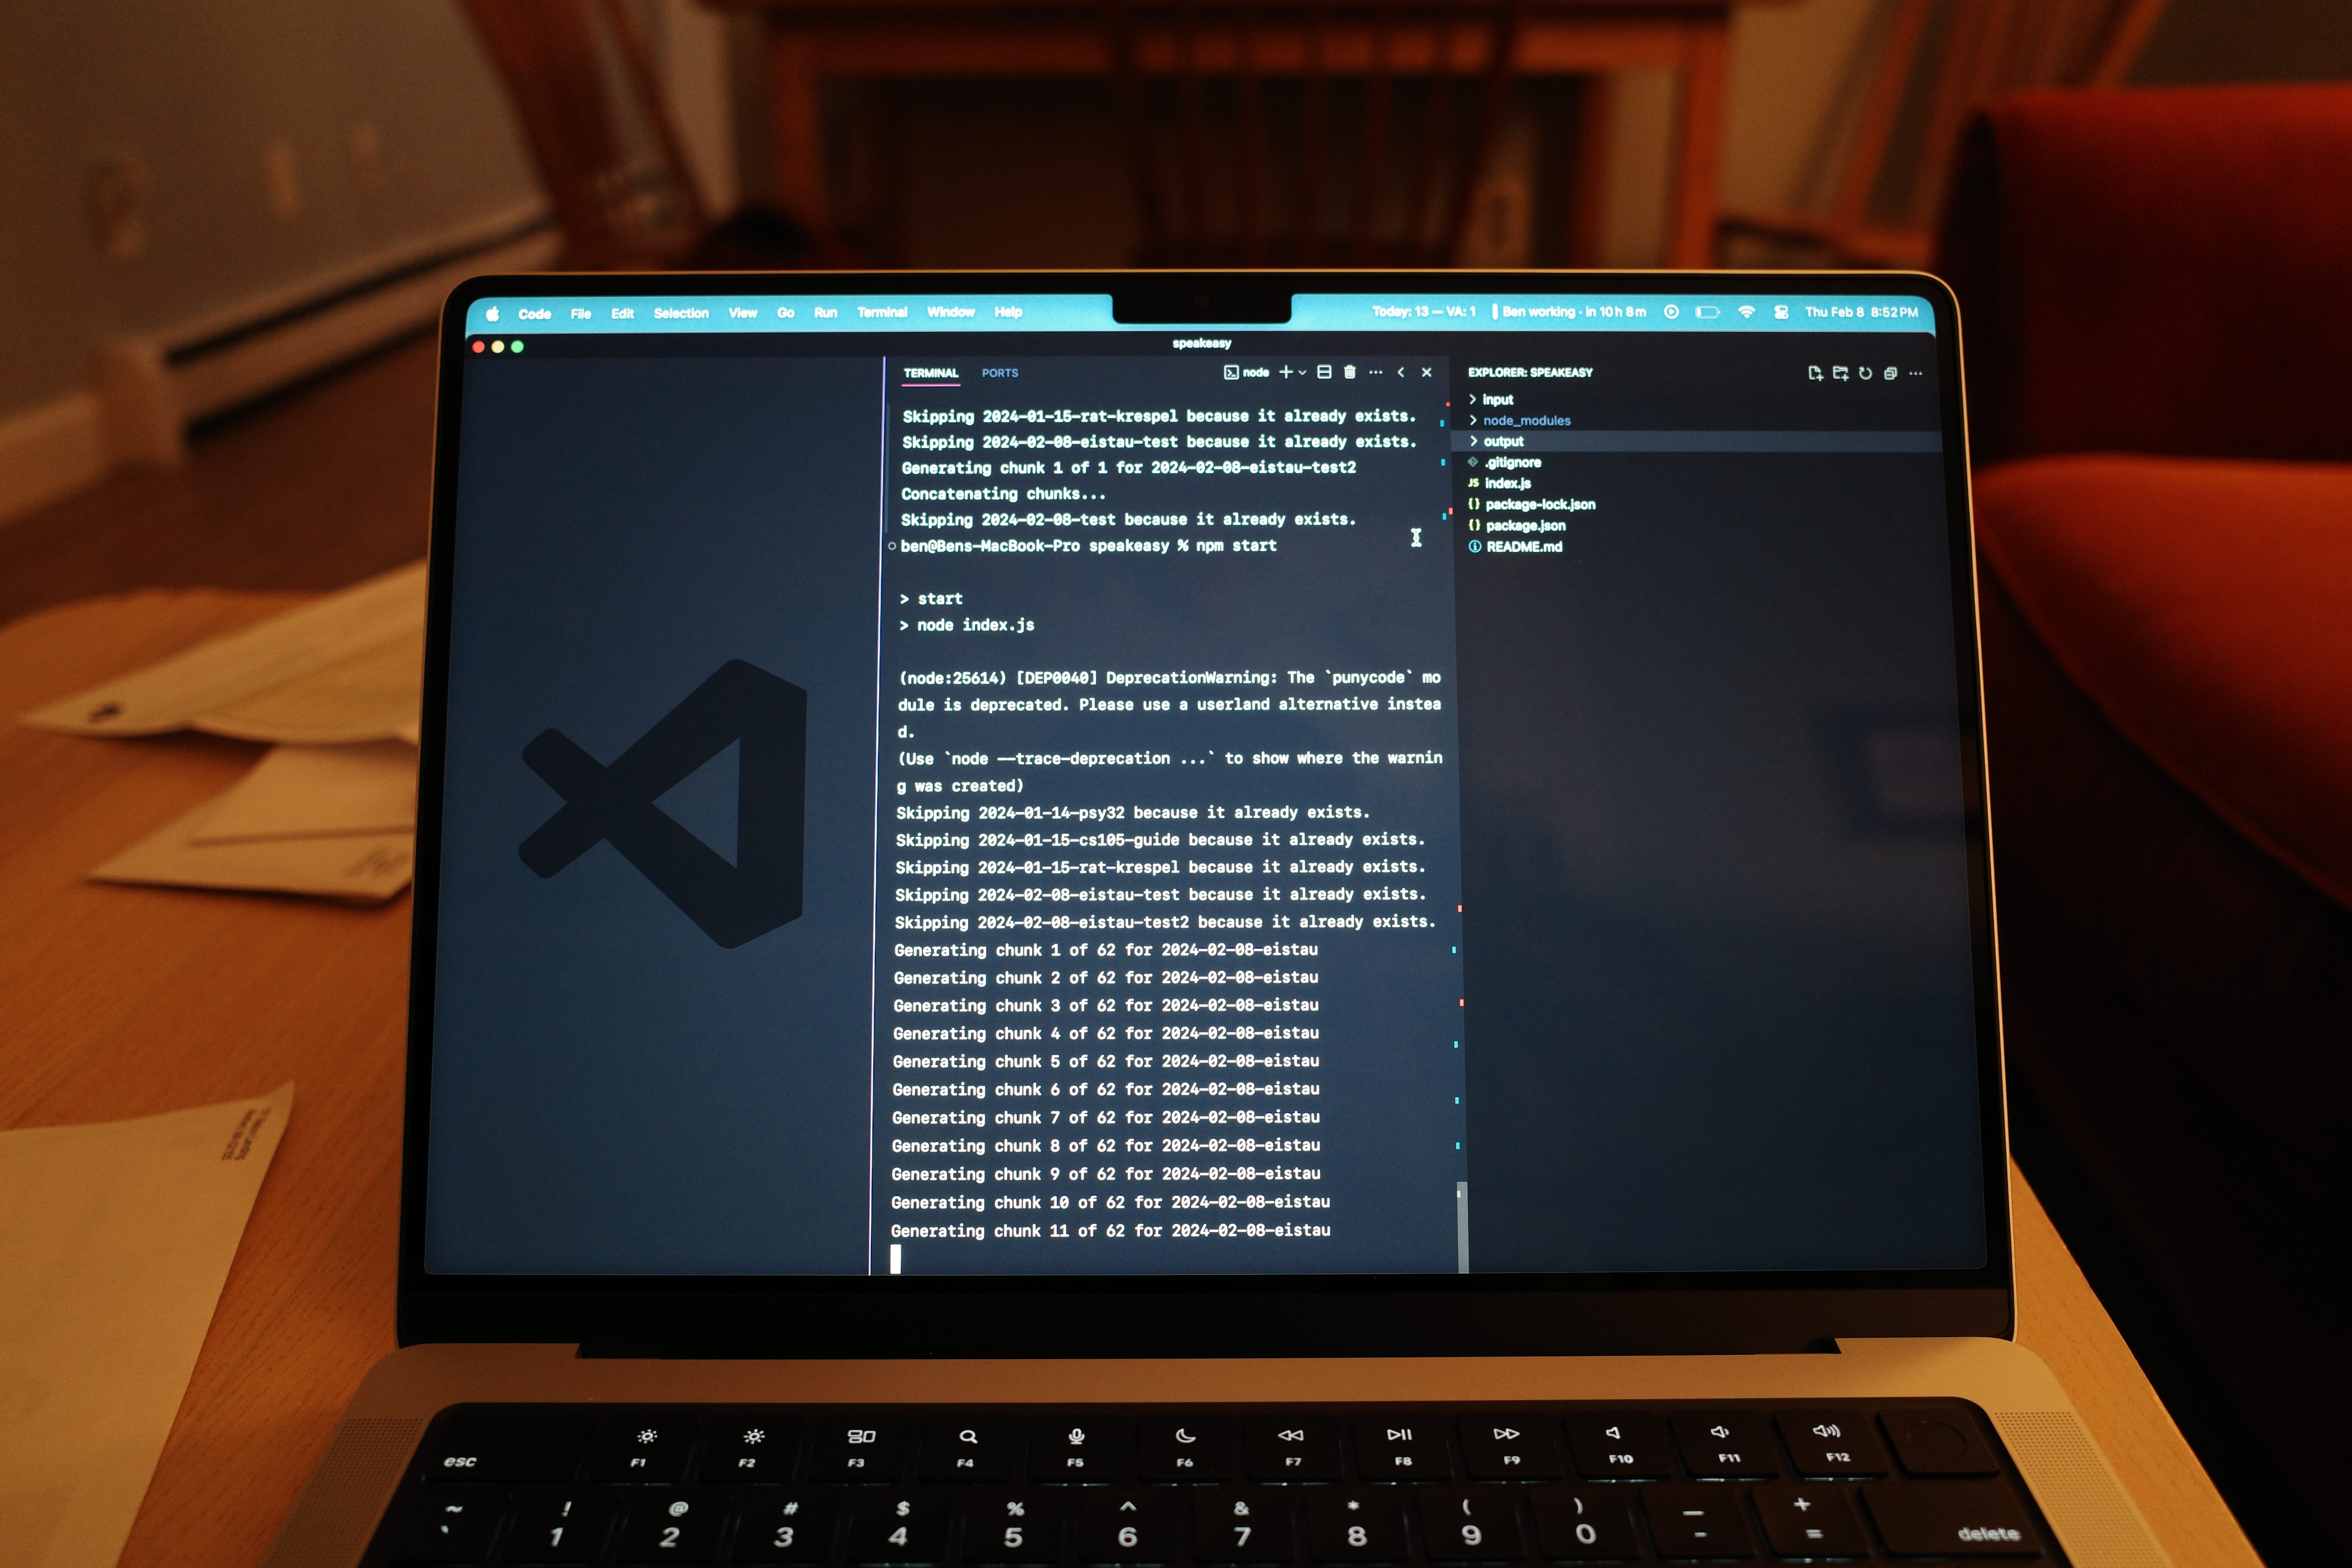 Code File Edit Selection View Go Run Terminal Window Help
Today: 13 — VA: 1 Ben working · in 10h 8m Thu Feb 8 8:52PM
speakeasy
TERMINAL PORTS
node
Skipping 2024-01-15-rat-krespel because it already exists.
Skipping 2024-02-08-eistau-test because it already exists.
Generating chunk 1 of 1 for 2024-02-08-eistau-test2
Concatenating chunks...
Skipping 2024-02-08-test because it already exists.
ben@Bens-MacBook-Pro speakeasy % npm start
> start
> node index.js
(node:25614) [DEP0040] DeprecationWarning: The `punycode` mo
dule is deprecated. Please use a userland alternative instea
d.
(Use `node --trace-deprecation ...` to show where the warnin
g was created)
Skipping 2024-01-14-psy32 because it already exists.
Skipping 2024-01-15-cs105-guide because it already exists.
Skipping 2024-01-15-rat-krespel because it already exists.
Skipping 2024-02-08-eistau-test because it already exists.
Skipping 2024-02-08-eistau-test2 because it already exists.
Generating chunk 1 of 62 for 2024-02-08-eistau
Generating chunk 2 of 62 for 2024-02-08-eistau
Generating chunk 3 of 62 for 2024-02-08-eistau
Generating chunk 4 of 62 for 2024-02-08-eistau
Generating chunk 5 of 62 for 2024-02-08-eistau
Generating chunk 6 of 62 for 2024-02-08-eistau
Generating chunk 7 of 62 for 2024-02-08-eistau
Generating chunk 8 of 62 for 2024-02-08-eistau
Generating chunk 9 of 62 for 2024-02-08-eistau
Generating chunk 10 of 62 for 2024-02-08-eistau
Generating chunk 11 of 62 for 2024-02-08-eistau
EXPLORER: SPEAKEASY
> input
> node_modules
> output
.gitignore
JS index.js
{} package-lock.json
{} package.json
README.md
esc F1 F2 F3 F4 F5 F6 F7 F8 F9 F10 F11 F12
~ ! @ # $ % ^ & * ( ) — +
` 1 2 3 4 5 6 7 8 9 0 - = delete